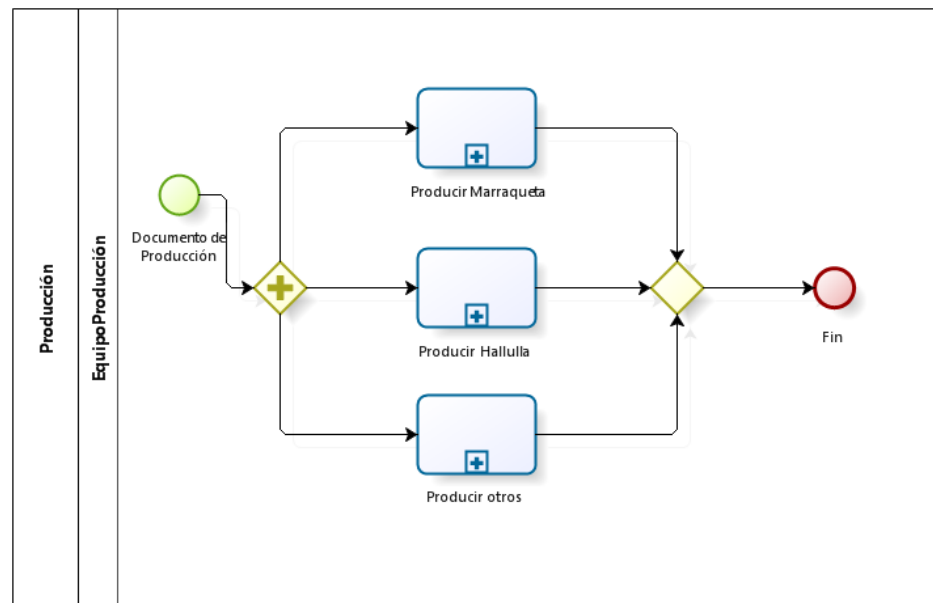 Producción
EquipoProducción
Documento de
Producción
Producir Marraqueta
Producir Hallulla
Producir otros
Fin